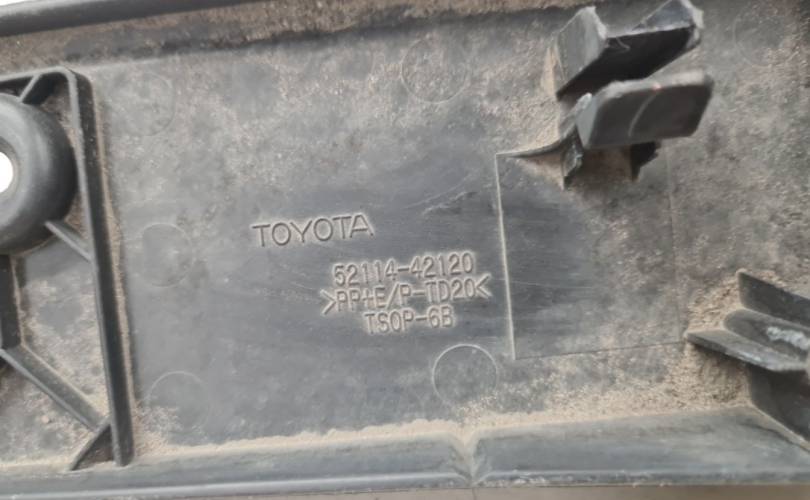 TOYOTA
52114-42120
>PP+E/P-TD20<
TSOP-6B